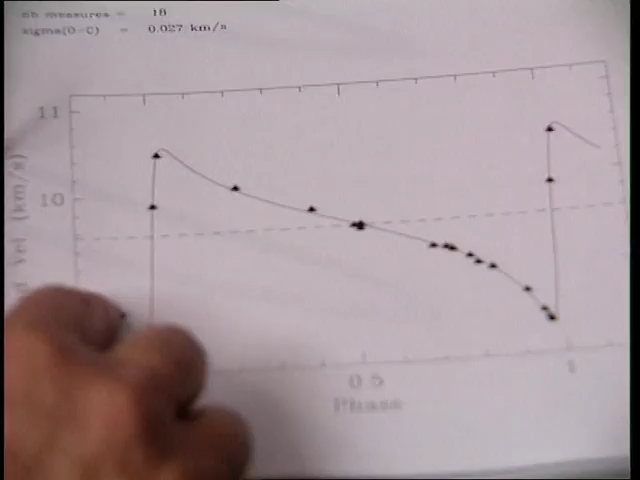 nb measures = 18
sigma(O-C) = 0.027 km/s
11
10
Vel (km/s)
0.5
1
Phase